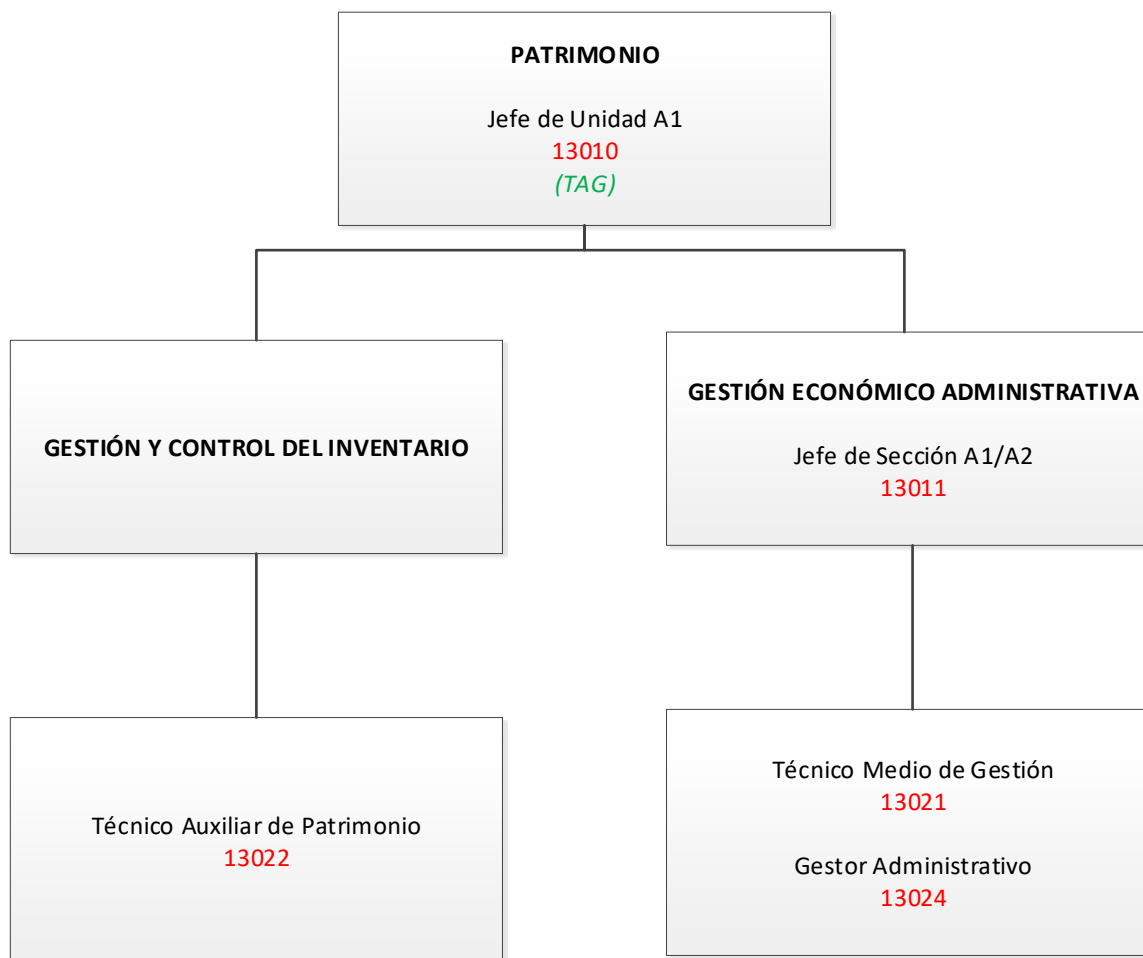 PATRIMONIO
Jefe de Unidad A1
13010
(TAG)
GESTIÓN Y CONTROL DEL INVENTARIO
GESTIÓN ECONÓMICO ADMINISTRATIVA
Jefe de Sección A1/A2
13011
Técnico Auxiliar de Patrimonio
13022
Técnico Medio de Gestión
13021
Gestor Administrativo
13024